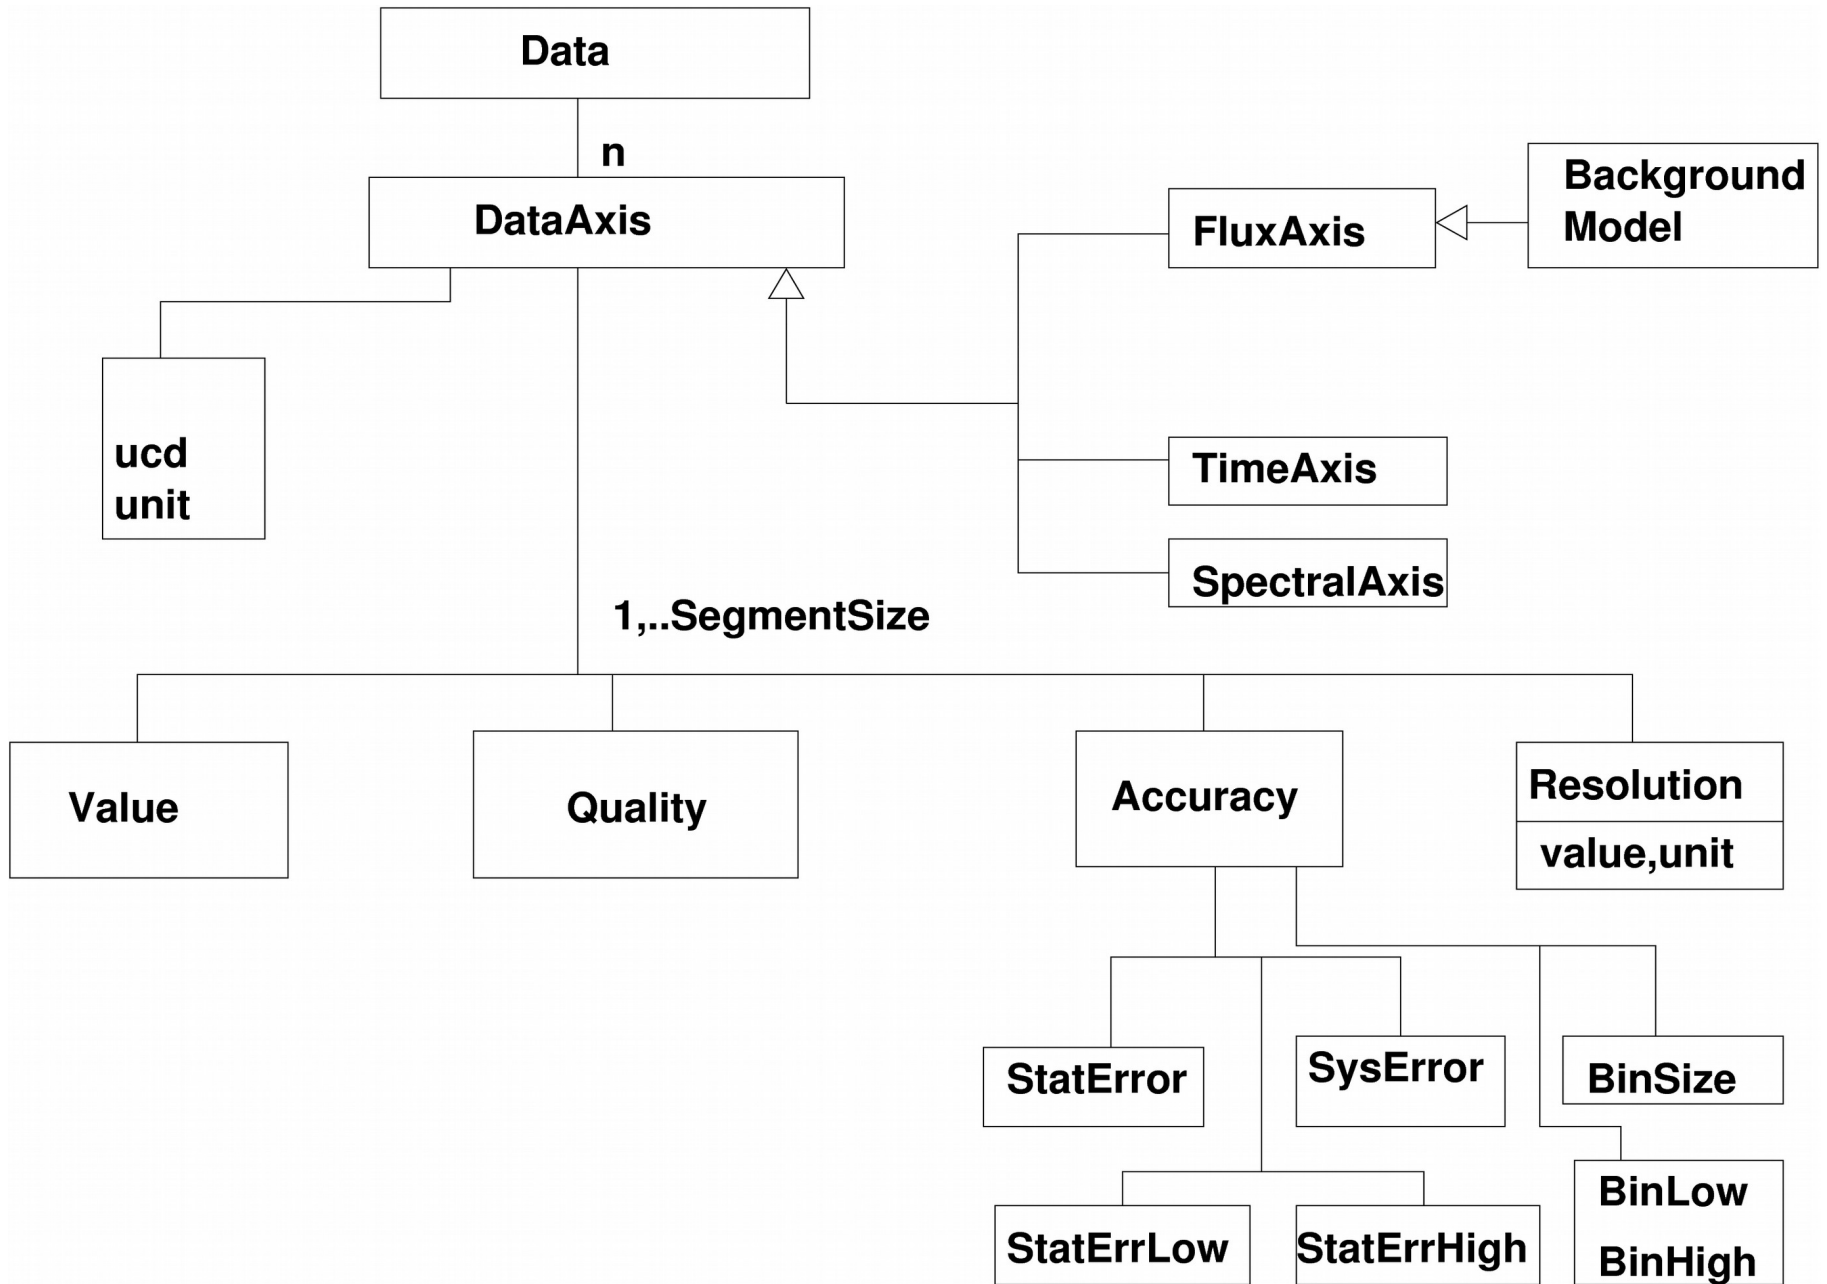 Data
n
DataAxis
Background
Model
FluxAxis
ucd
unit
TimeAxis
SpectralAxis
1,..SegmentSize
Value
Quality
Accuracy
Resolution
value,unit
StatError
SysError
BinSize
BinLow
BinHigh
StatErrLow
StatErrHigh